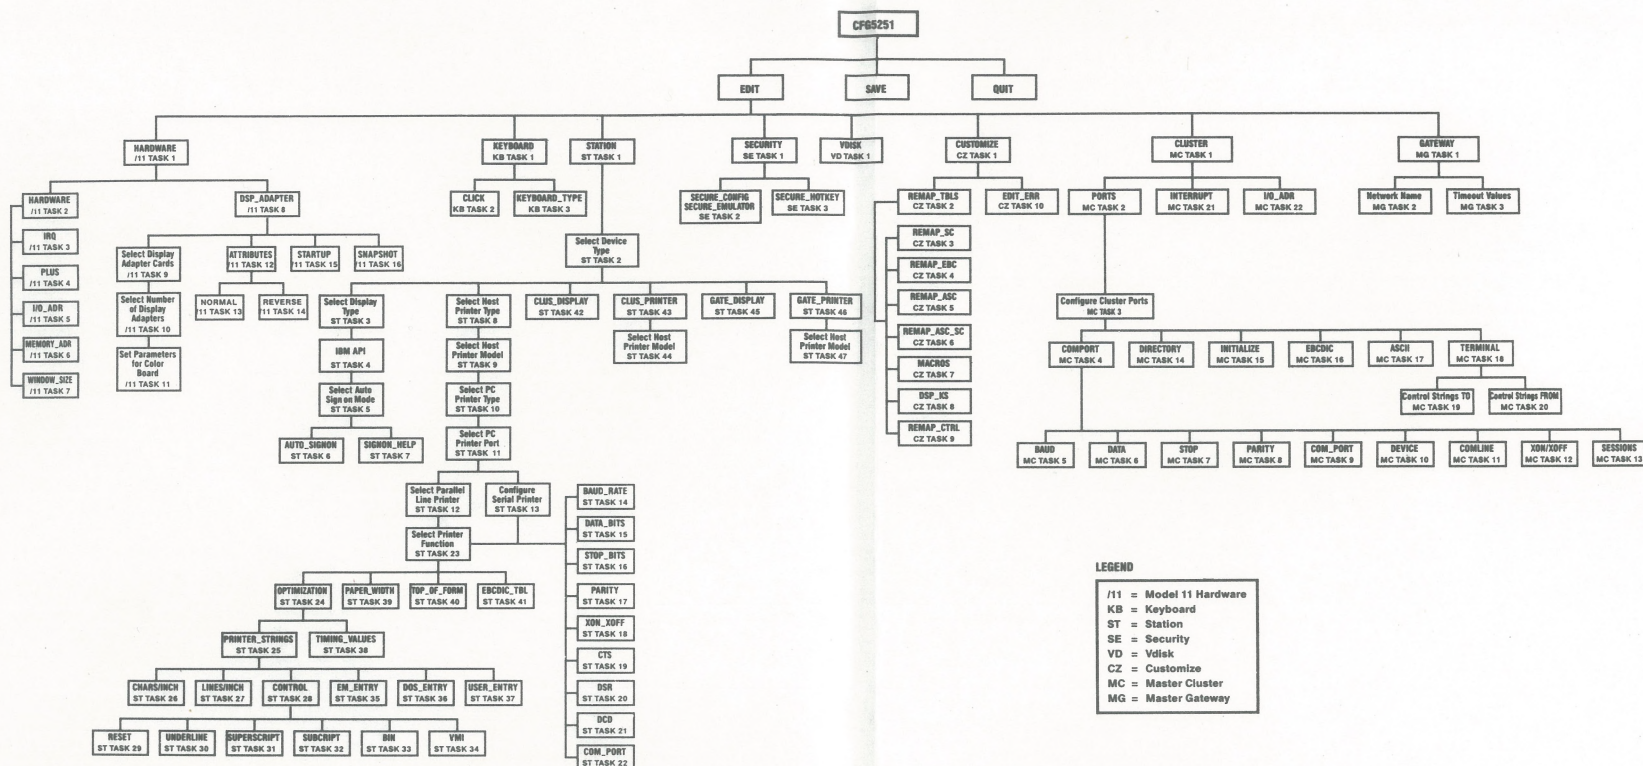 CFG5251
EDIT
SAVE
QUIT
HARDWARE
/11 TASK 1
KEYBOARD
KB TASK 1
STATION
ST TASK 1
SECURITY
SE TASK 1
VDISK
VD TASK 1
CUSTOMIZE
CZ TASK 1
CLUSTER
MC TASK 1
GATEWAY
MG TASK 1
HARDWARE
/11 TASK 2
IRQ
/11 TASK 3
PLUS
/11 TASK 4
I/O_ADR
/11 TASK 5
MEMORY_ADR
/11 TASK 6
WINDOW_SIZE
/11 TASK 7
DSP_ADAPTER
/11 TASK 8
Select Display
Adapter Cards
/11 TASK 9
Select Number
of Display
Adapters
/11 TASK 10
Set Parameters
for Color
Board
/11 TASK 11
ATTRIBUTES
/11 TASK 12
STARTUP
/11 TASK 15
SNAPSHOT
/11 TASK 16
NORMAL
/11 TASK 13
REVERSE
/11 TASK 14
CLICK
KB TASK 2
KEYBOARD_TYPE
KB TASK 3
Select Device
Type
ST TASK 2
Select Display
Type
ST TASK 3
IBM API
ST TASK 4
Select Auto
Sign on Mode
ST TASK 5
AUTO_SIGNON
ST TASK 6
SIGNON_HELP
ST TASK 7
Select Host
Printer Type
ST TASK 8
Select Host
Printer Model
ST TASK 9
Select PC
Printer Type
ST TASK 10
Select PC
Printer Port
ST TASK 11
Select Parallel
Line Printer
ST TASK 12
Configure
Serial Printer
ST TASK 13
Select Printer
Function
ST TASK 23
BAUD_RATE
ST TASK 14
DATA_BITS
ST TASK 15
STOP_BITS
ST TASK 16
PARITY
ST TASK 17
XON_XOFF
ST TASK 18
CTS
ST TASK 19
DSR
ST TASK 20
DCD
ST TASK 21
COM_PORT
ST TASK 22
OPTIMIZATION
ST TASK 24
PAPER_WIDTH
ST TASK 39
TOP_OF_FORM
ST TASK 40
EBCDIC_TBL
ST TASK 41
PRINTER_STRINGS
ST TASK 25
TIMING_VALUES
ST TASK 38
CHARS/INCH
ST TASK 26
LINES/INCH
ST TASK 27
CONTROL
ST TASK 28
EM_ENTRY
ST TASK 35
DOS_ENTRY
ST TASK 36
USER_ENTRY
ST TASK 37
RESET
ST TASK 29
UNDERLINE
ST TASK 30
SUPERSCRIPT
ST TASK 31
SUBCRIPT
ST TASK 32
BIN
ST TASK 33
VMI
ST TASK 34
CLUS_DISPLAY
ST TASK 42
CLUS_PRINTER
ST TASK 43
Select Host
Printer Model
ST TASK 44
GATE_DISPLAY
ST TASK 45
GATE_PRINTER
ST TASK 46
Select Host
Printer Model
ST TASK 47
SECURE_CONFIG
SECURE_EMULATOR
SE TASK 2
SECURE_HOTKEY
SE TASK 3
REMAP_TBLS
CZ TASK 2
EDIT_ERR
CZ TASK 10
REMAP_SC
CZ TASK 3
REMAP_EBC
CZ TASK 4
REMAP_ASC
CZ TASK 5
REMAP_ASC_SC
CZ TASK 6
MACROS
CZ TASK 7
DSP_KS
CZ TASK 8
REMAP_CTRL
CZ TASK 9
PORTS
MC TASK 2
INTERRUPT
MC TASK 21
I/O_ADR
MC TASK 22
Configure Cluster Ports
MC TASK 3
COMPORT
MC TASK 4
DIRECTORY
MC TASK 14
INITIALIZE
MC TASK 15
EBCDIC
MC TASK 16
ASCII
MC TASK 17
TERMINAL
MC TASK 18
Control Strings TO
MC TASK 19
Control Strings FROM
MC TASK 20
BAUD
MC TASK 5
DATA
MC TASK 6
STOP
MC TASK 7
PARITY
MC TASK 8
COM_PORT
MC TASK 9
DEVICE
MC TASK 10
COMLINE
MC TASK 11
XON/XOFF
MC TASK 12
SESSIONS
MC TASK 13
Network Name
MG TASK 2
Timeout Values
MG TASK 3
LEGEND
/11 = Model 11 Hardware
KB = Keyboard
ST = Station
SE = Security
VD = Vdisk
CZ = Customize
MC = Master Cluster
MG = Master Gateway